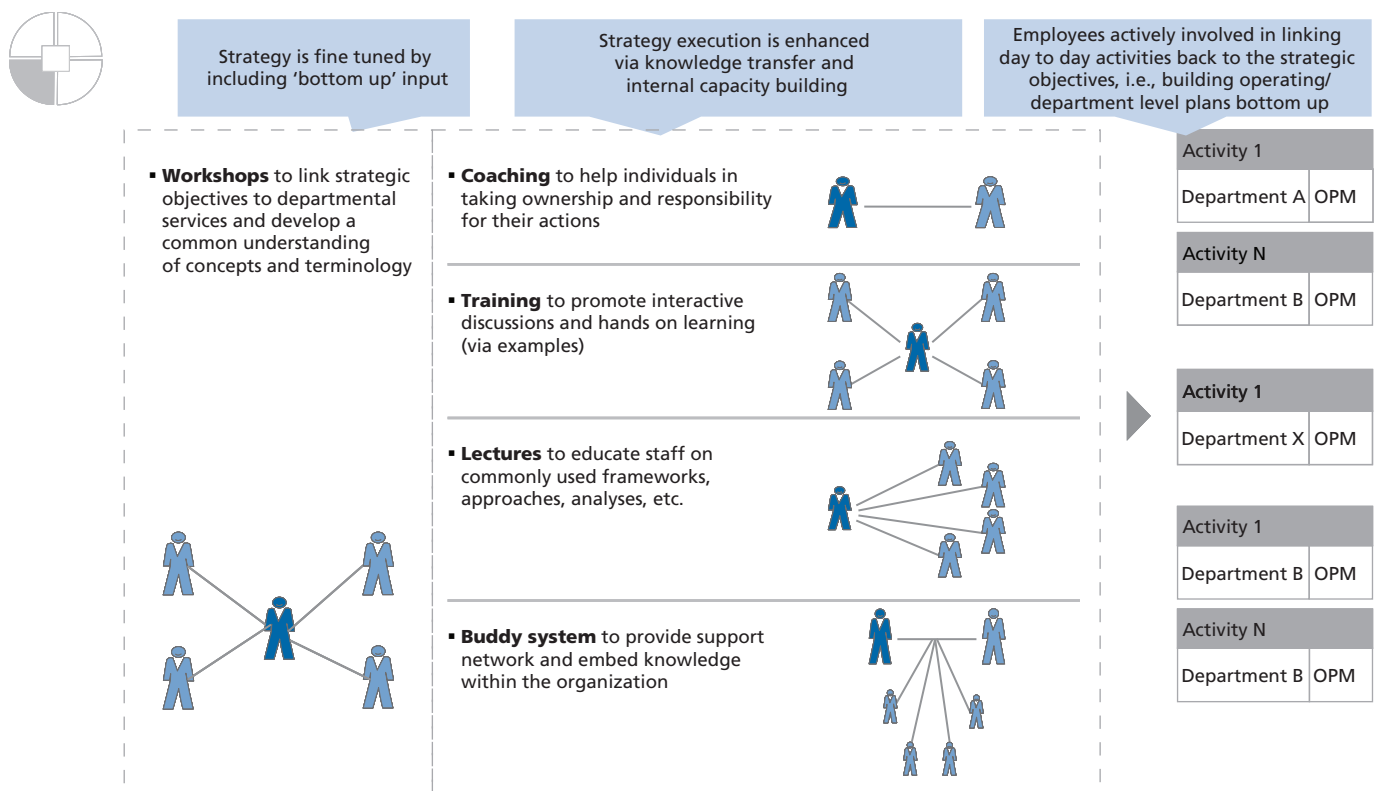 Strategy is fine tuned by
including ‘bottom up’ input
Strategy execution is enhanced
via knowledge transfer and
internal capacity building
Employees actively involved in linking
day to day activities back to the strategic
objectives, i.e., building operating/
department level plans bottom up
▪ Workshops to link strategic
objectives to departmental
services and develop a
common understanding
of concepts and terminology
▪ Coaching to help individuals in
taking ownership and responsibility
for their actions
▪ Training to promote interactive
discussions and hands on learning
(via examples)
▪ Lectures to educate staff on
commonly used frameworks,
approaches, analyses, etc.
▪ Buddy system to provide support
network and embed knowledge
within the organization
Activity 1
Department A OPM
Activity N
Department B OPM
Activity 1
Department X OPM
Activity 1
Department B OPM
Activity N
Department B OPM